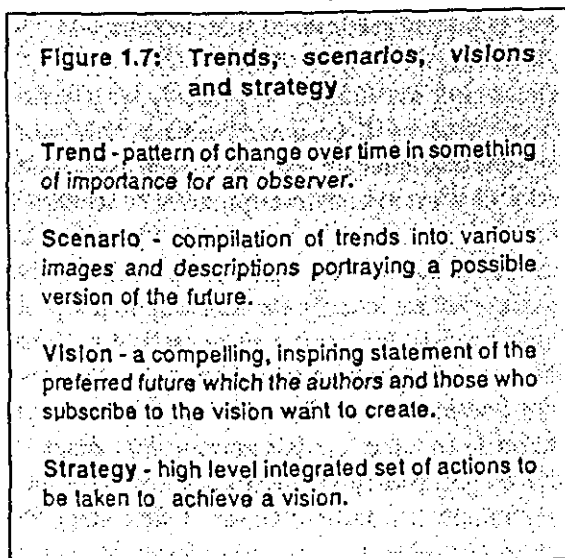 Figure 1.7: Trends, scenarios, visions
and strategy
Trend - pattern of change over time in something
of importance for an observer.
Scenario - compilation of trends into various
images and descriptions portraying a possible
version of the future.
Vision - a compelling, inspiring statement of the
preferred future which the authors and those who
subscribe to the vision want to create.
Strategy - high level integrated set of actions to
be taken to achieve a vision.